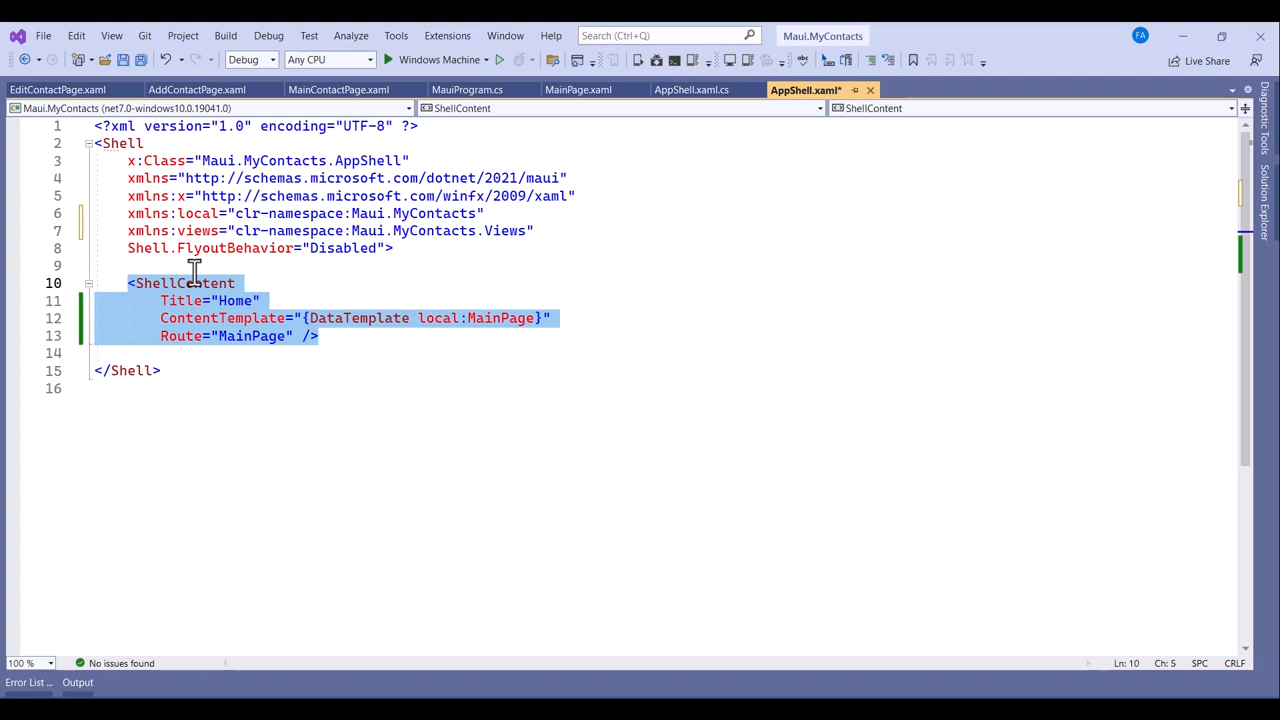 File Edit View Git Project Build Debug Test Analyze Tools Extensions Window Help Search (Ctrl+Q) Maui.MyContacts FA
Debug Any CPU Windows Machine Live Share
EditContactPage.xaml AddContactPage.xaml MainContactPage.xaml MauiProgram.cs MainPage.xaml AppShell.xaml.cs AppShell.xaml*
Maui.MyContacts (net7.0-windows10.0.19041.0) ShellContent ShellContent
1 <?xml version="1.0" encoding="UTF-8" ?>
2 <Shell
3 x:Class="Maui.MyContacts.AppShell"
4 xmlns="http://schemas.microsoft.com/dotnet/2021/maui"
5 xmlns:x="http://schemas.microsoft.com/winfx/2009/xaml"
6 xmlns:local="clr-namespace:Maui.MyContacts"
7 xmlns:views="clr-namespace:Maui.MyContacts.Views"
8 Shell.FlyoutBehavior="Disabled">
9
10 <ShellContent
11 Title="Home"
12 ContentTemplate="{DataTemplate local:MainPage}"
13 Route="MainPage" />
14
15 </Shell>
16
Diagnostic Tools
Solution Explorer
100 % No issues found Ln: 10 Ch: 5 SPC CRLF
Error List ... Output